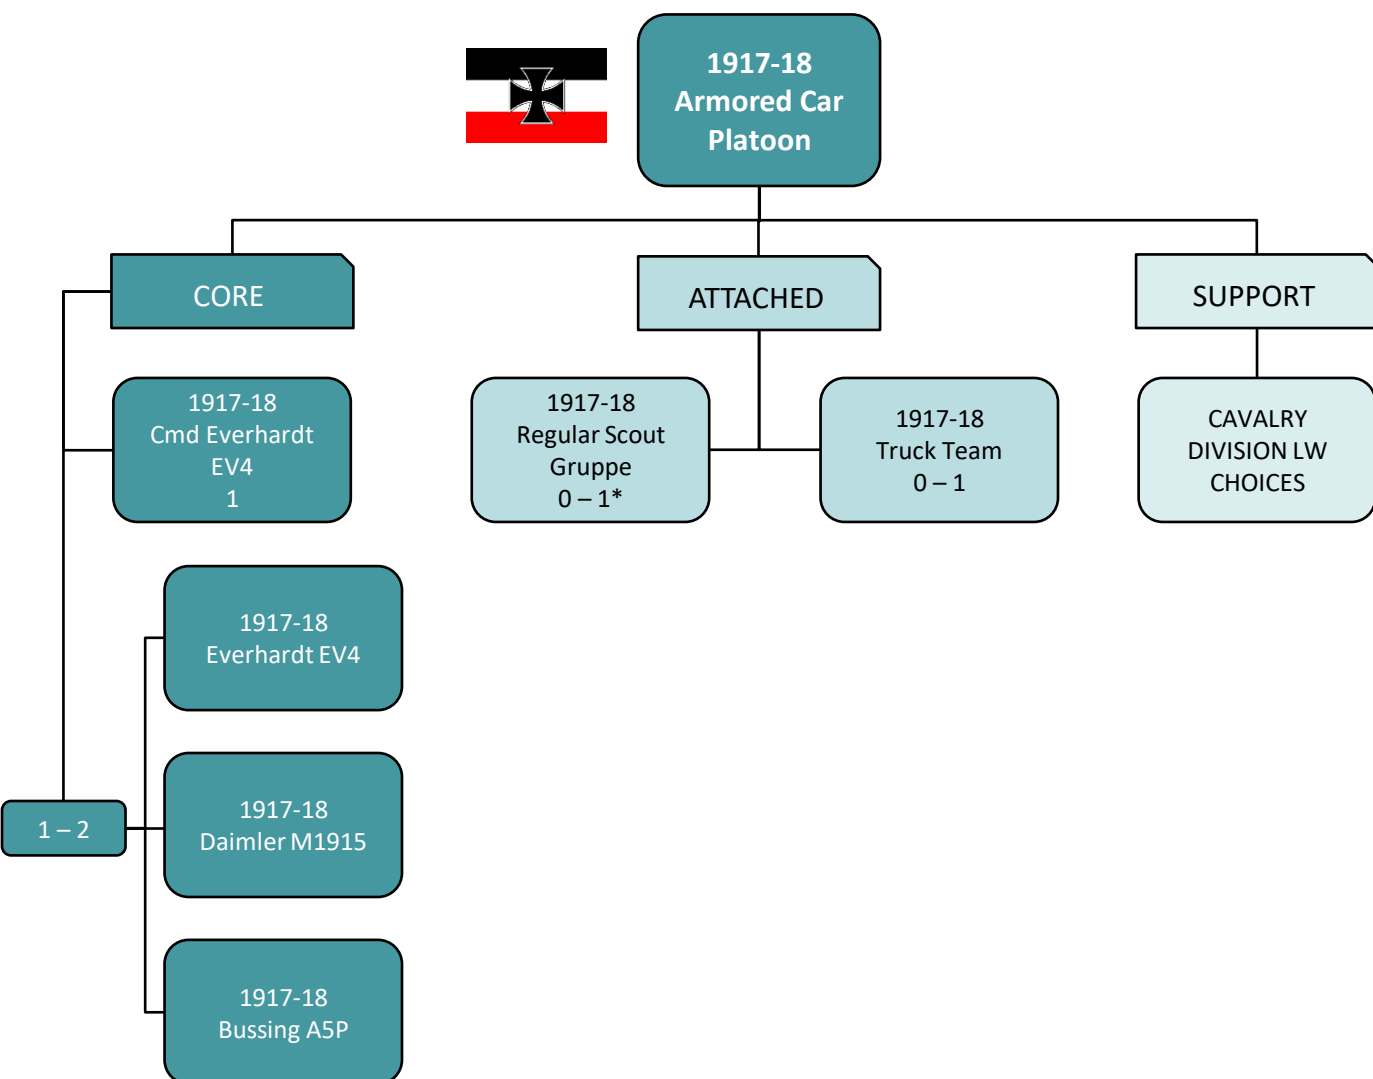 1917-18
Armored Car
Platoon
CORE
ATTACHED
SUPPORT
1917-18
Cmd Everhardt
EV4
1
1917-18
Regular Scout
Gruppe
0 – 1*
1917-18
Truck Team
0 – 1
CAVALRY
DIVISION LW
CHOICES
1917-18
Everhardt EV4
1 – 2
1917-18
Daimler M1915
1917-18
Bussing A5P